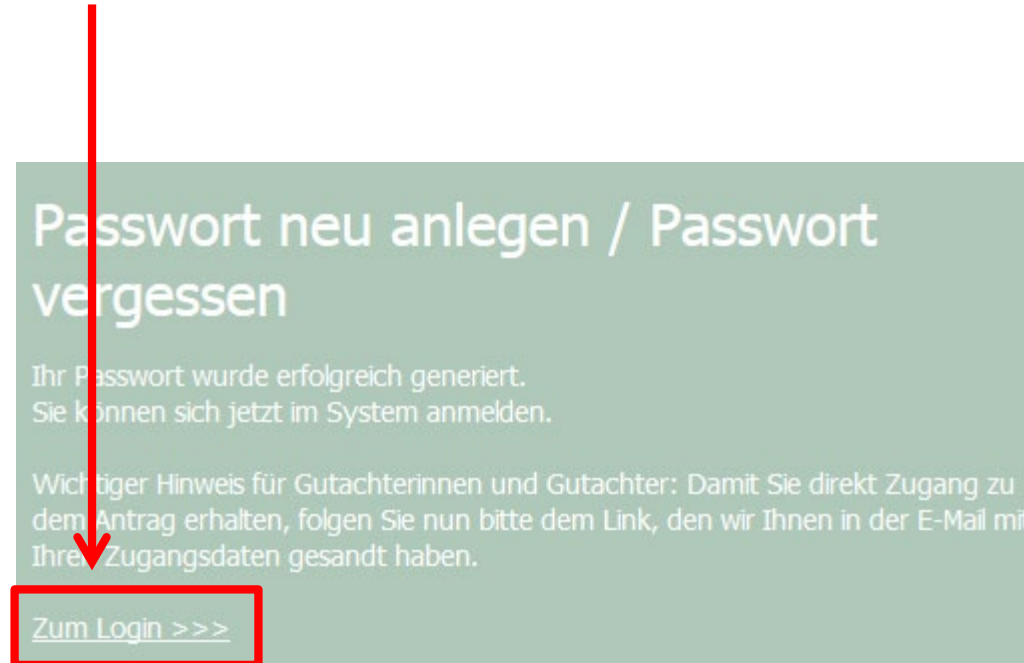 Passwort neu anlegen / Passwort
vergessen
Ihr Passwort wurde erfolgreich generiert.
Sie können sich jetzt im System anmelden.
Wichtiger Hinweis für Gutachterinnen und Gutachter: Damit Sie direkt Zugang zu
dem Antrag erhalten, folgen Sie nun bitte dem Link, den wir Ihnen in der E-Mail mit
Ihren Zugangsdaten gesandt haben.
Zum Login >>>